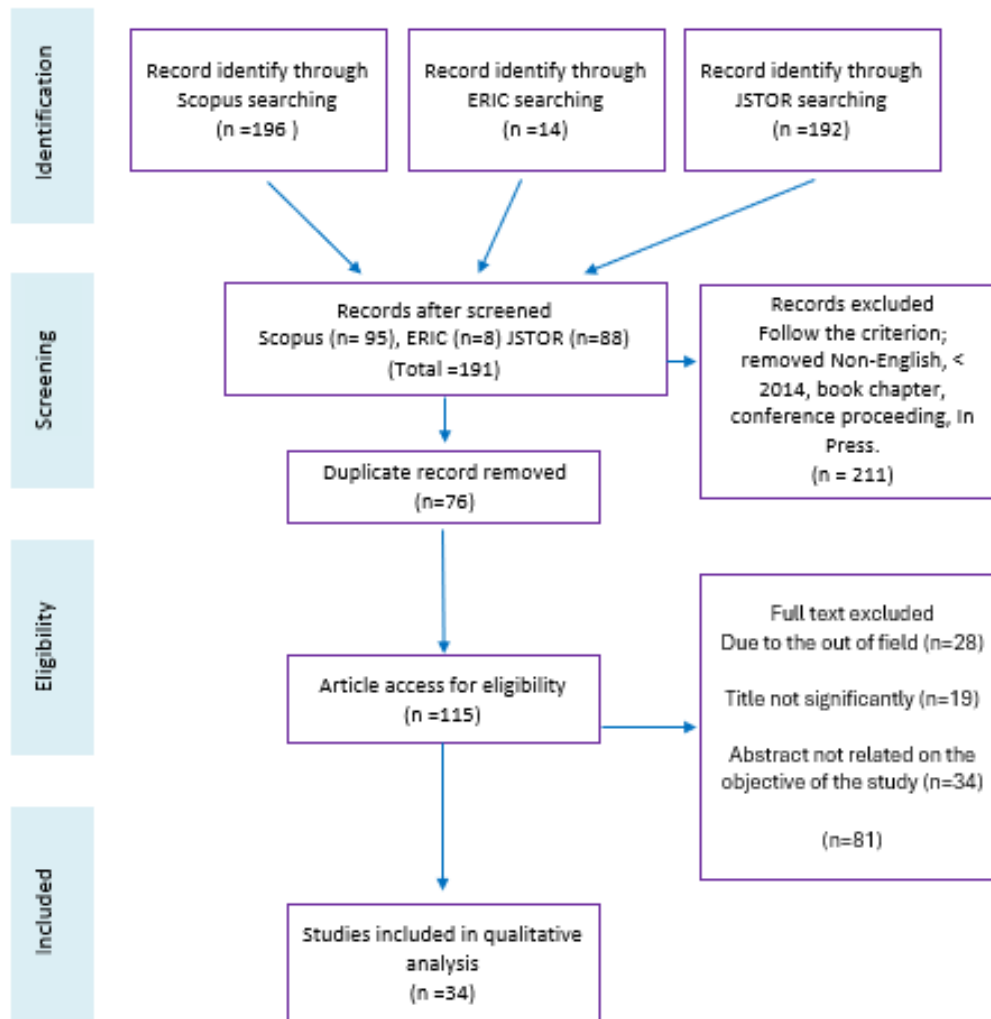 Identification
Record identify through
Scopus searching
(n =196 )
Record identify through
ERIC searching
(n =14)
Record identify through
JSTOR searching
(n =192)
Screening
Records after screened
Scopus (n= 95), ERIC (n=8) JSTOR (n=88)
(Total =191)
Records excluded
Follow the criterion;
removed Non-English, <
2014, book chapter,
conference proceeding, In
Press.
(n = 211)
Duplicate record removed
(n=76)
Eligibility
Article access for eligibility
(n =115)
Full text excluded
Due to the out of field (n=28)
Title not significantly (n=19)
Abstract not related on the
objective of the study (n=34)
(n=81)
Included
Studies included in qualitative
analysis
(n =34)